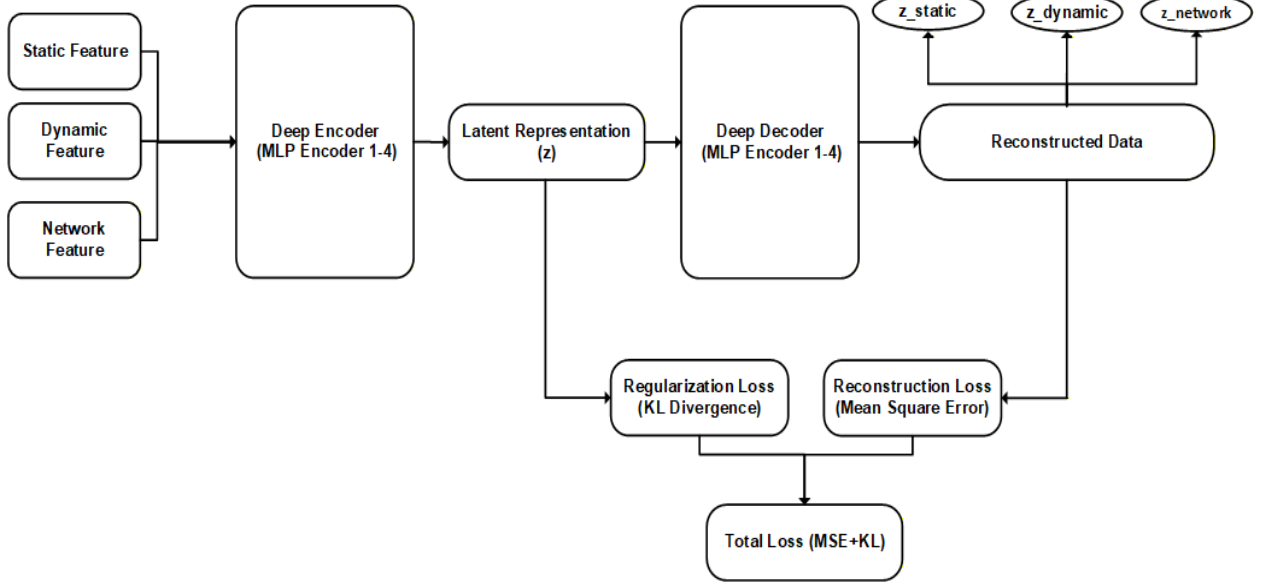 z_static
z_dynamic
z_network
Static Feature
Dynamic
Feature
Network
Feature
Deep Encoder
(MLP Encoder 1-4)
Latent Representation
(z)
Deep Decoder
(MLP Encoder 1-4)
Reconstructed Data
Regularization Loss
(KL Divergence)
Reconstruction Loss
(Mean Square Error)
Total Loss (MSE+KL)